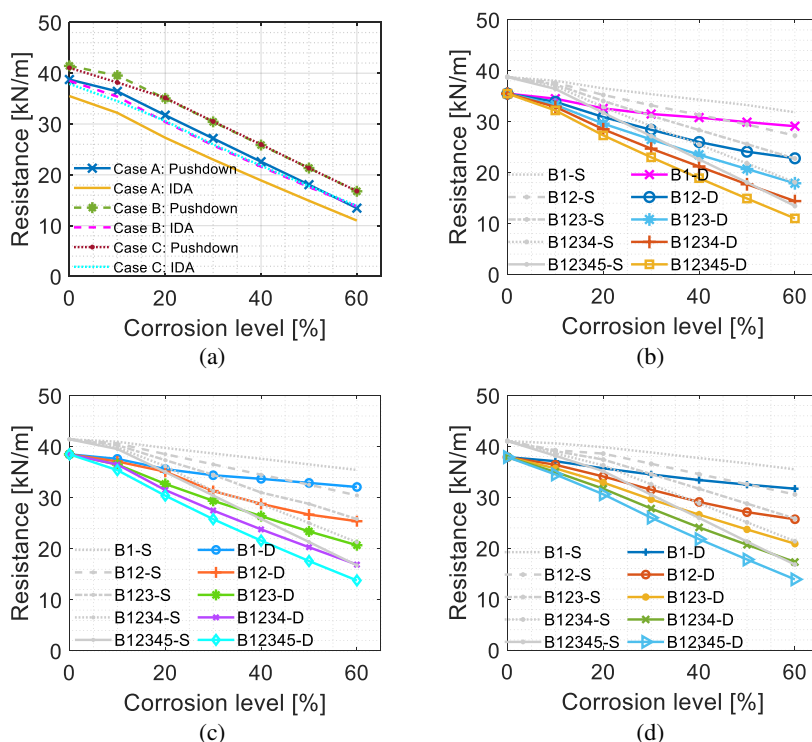 50
40
30
20
10
0
Resistance [kN/m]
Case A: Pushdown
Case A: IDA
Case B: Pushdown
Case B: IDA
Case C: Pushdown
Case C: IDA
0 20 40 60
Corrosion level [%]
(a)
50
40
30
20
10
0
Resistance [kN/m]
B1-S B1-D
B12-S B12-D
B123-S B123-D
B1234-S B1234-D
B12345-S B12345-D
0 20 40 60
Corrosion level [%]
(b)
50
40
30
20
10
0
Resistance [kN/m]
B1-S B1-D
B12-S B12-D
B123-S B123-D
B1234-S B1234-D
B12345-S B12345-D
0 20 40 60
Corrosion level [%]
(c)
50
40
30
20
10
0
Resistance [kN/m]
B1-S B1-D
B12-S B12-D
B123-S B123-D
B1234-S B1234-D
B12345-S B12345-D
0 20 40 60
Corrosion level [%]
(d)